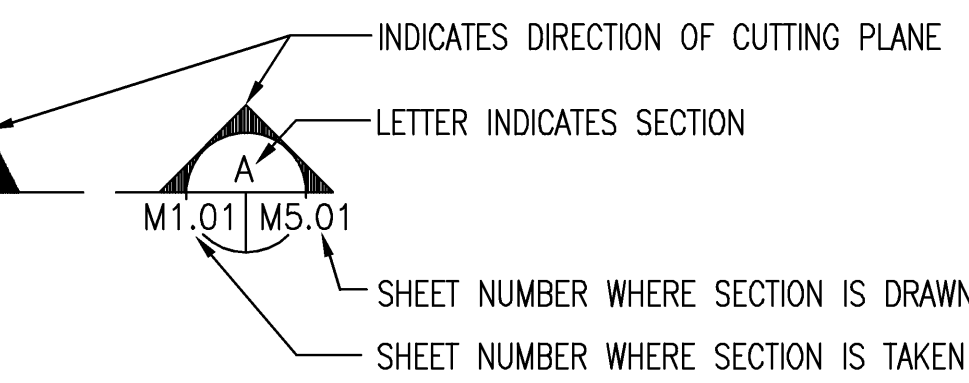 INDICATES DIRECTION OF CUTTING PLANE
LETTER INDICATES SECTION
A
M1.01 M5.01
SHEET NUMBER WHERE SECTION IS DRAWN
SHEET NUMBER WHERE SECTION IS TAKEN